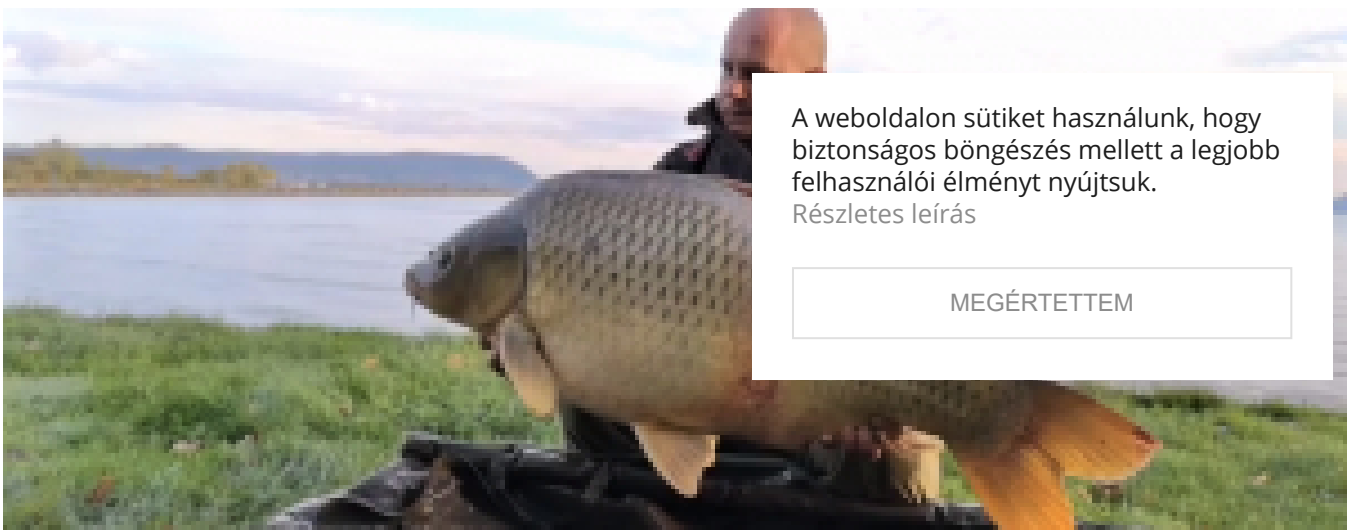 A weboldalon sütiket használunk, hogy
biztonságos böngészés mellett a legjobb
felhasználói élményt nyújtsuk.
Részletes leírás
MEGÉRTETTEM